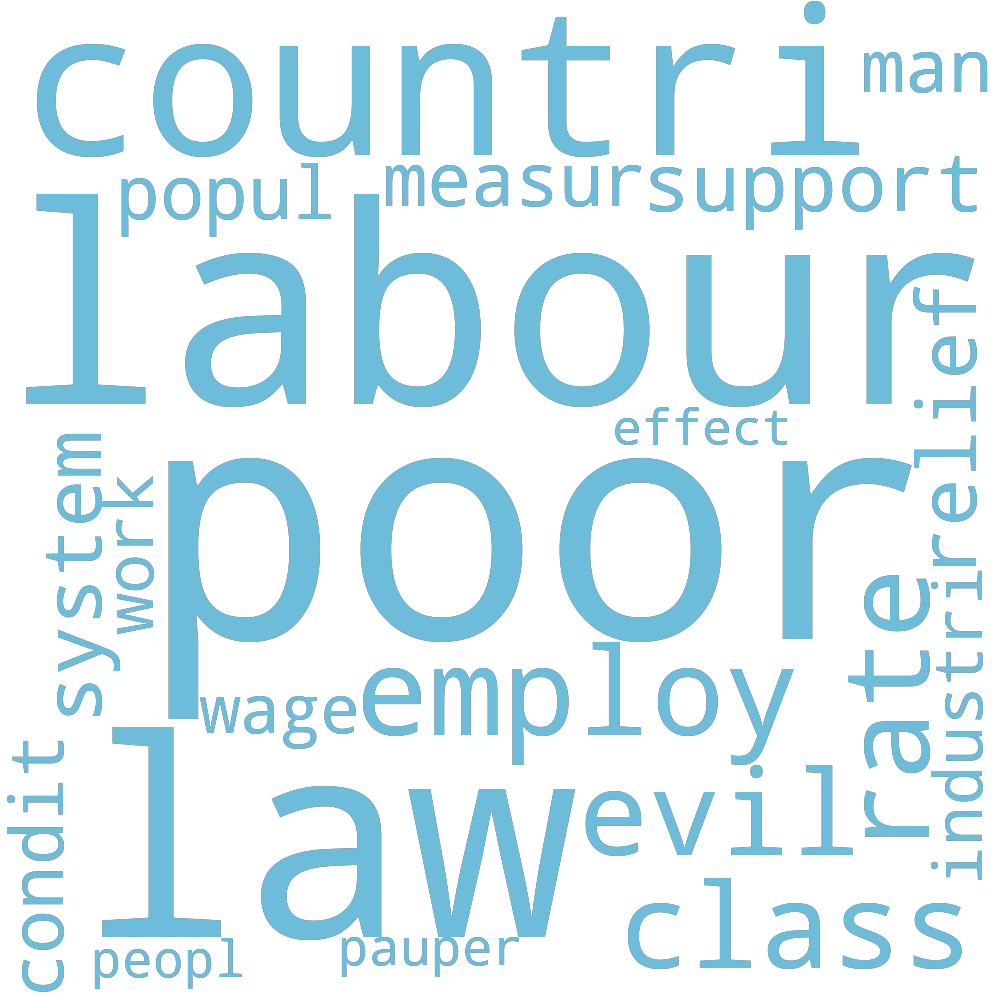 countri
man
popul
measur
support
labour
relief
effect
system
work
poor
rate
industri
wage
employ
law
evil
condit
class
peopl
pauper